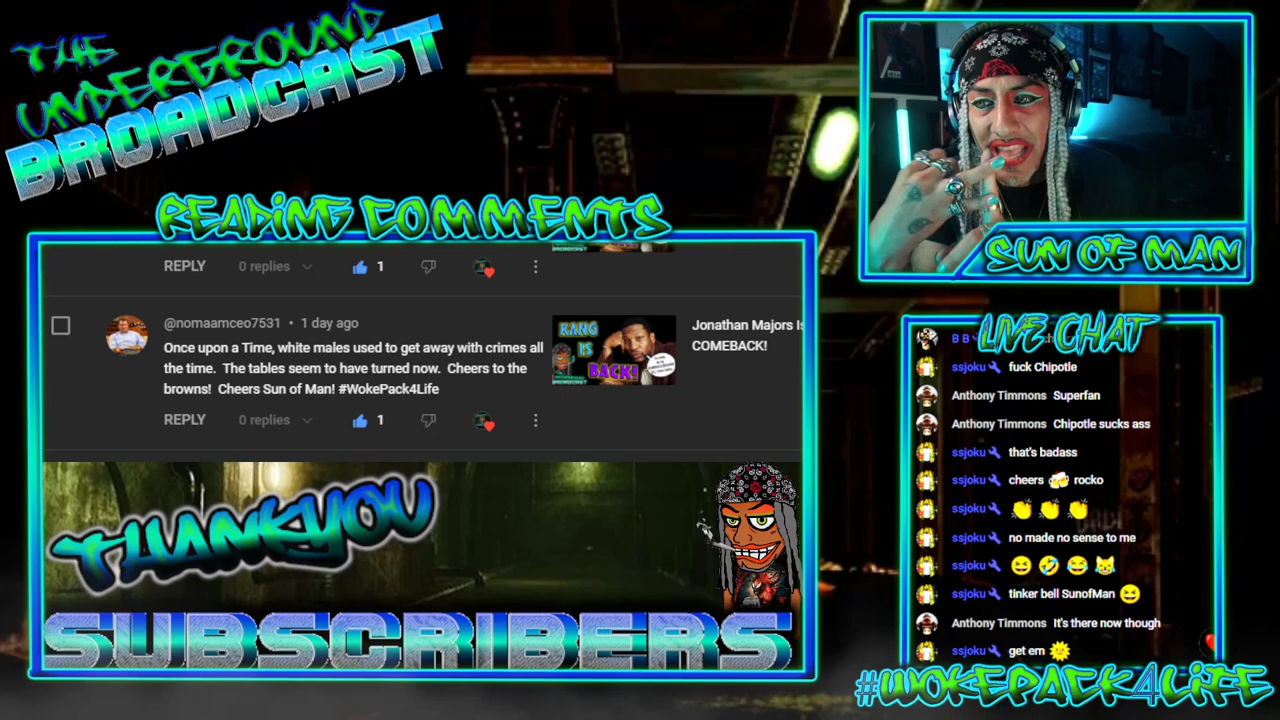 THE
UNDERGROUND
BROADCAST
READING COMMENTS
REPLY 0 replies 1
@nomaamceo7531 • 1 day ago
Once upon a Time, white males used to get away with crimes all
the time. The tables seem to have turned now. Cheers to the
browns! Cheers Sun of Man! #WokePack4Life
REPLY 0 replies 1
KANG
IS
BACK!
Jonathan Majors Is
COMEBACK!
THANKYOU
SUBSCRIBERS
SUN OF MAN
LIVE CHAT
B B
ssjoku fuck Chipotle
Anthony Timmons Superfan
Anthony Timmons Chipotle sucks ass
ssjoku that's badass
ssjoku cheers 🍻 rocko
ssjoku 👏 👏 👏
ssjoku no made no sense to me
ssjoku 😆 🤣 😂 😹
ssjoku tinker bell SunofMan 😆
Anthony Timmons It's there now though
ssjoku get em 🌞
#WOKEPACK4LIFE